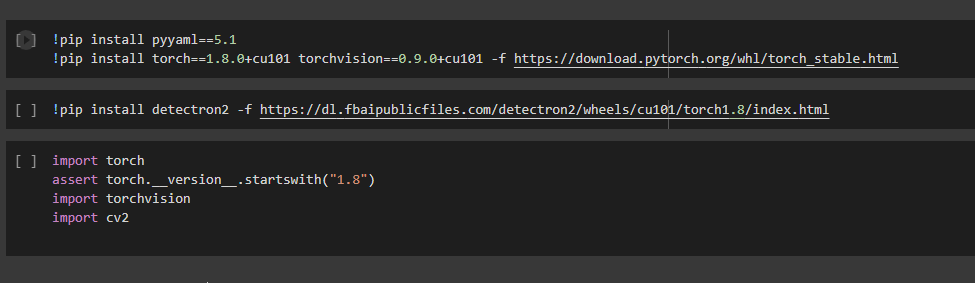 [ ] !pip install pyyaml==5.1
!pip install torch==1.8.0+cu101 torchvision==0.9.0+cu101 -f https://download.pytorch.org/whl/torch_stable.html
[ ] !pip install detectron2 -f https://dl.fbaipublicfiles.com/detectron2/wheels/cu101/torch1.8/index.html
[ ] import torch
assert torch.__version__.startswith("1.8")
import torchvision
import cv2